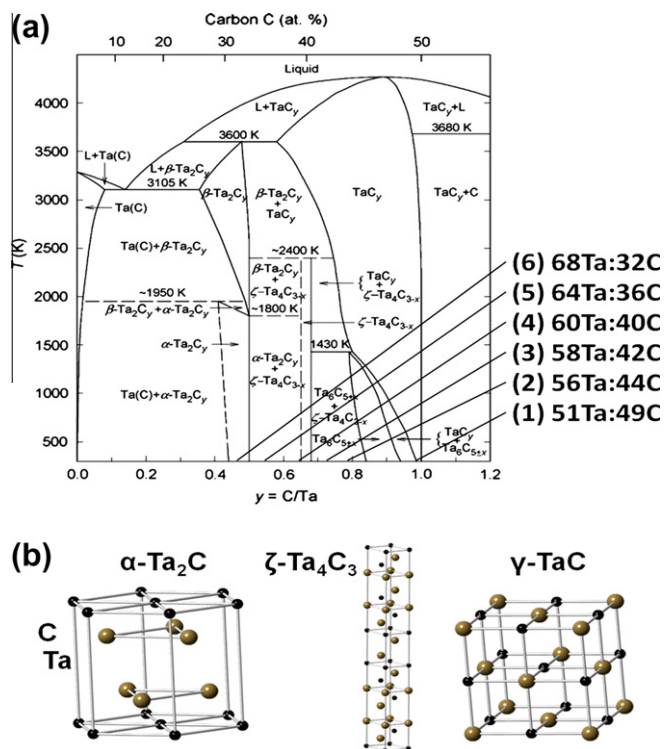 (a)
Carbon C (at. %)
10 20 30 40 50
Liquid
4000
L+TaCy
TaCy+L
3680 K
3600 K
3500
L+Ta(C)
L+β-Ta2Cy
3105 K
β-Ta2Cy
β-Ta2Cy
+
TaCy
TaCy
TaCy+C
3000
Ta(C)
Ta(C)+β-Ta2Cy
2500
~2400 K
T(K)
β-Ta2Cy
+
ζ-Ta4C3-x
{TaCy
+
ζ-Ta4C3-x
2000
~1950 K
β-Ta2Cy+α-Ta2Cy
~1800 K
ζ-Ta4C3-x
α-Ta2Cy
1500
1430 K
α-Ta2Cy
+
ζ-Ta4C3-x
Ta(C)+α-Ta2Cy
1000
Ta6C5±x
+
ζ-Ta4C3-x
Ta6C5±x
{TaCy
+
Ta6C5±x
500
0.0 0.2 0.4 0.6 0.8 1.0 1.2
y = C/Ta
(6) 68Ta:32C
(5) 64Ta:36C
(4) 60Ta:40C
(3) 58Ta:42C
(2) 56Ta:44C
(1) 51Ta:49C
(b)
α-Ta2C
ζ-Ta4C3
γ-TaC
C
Ta